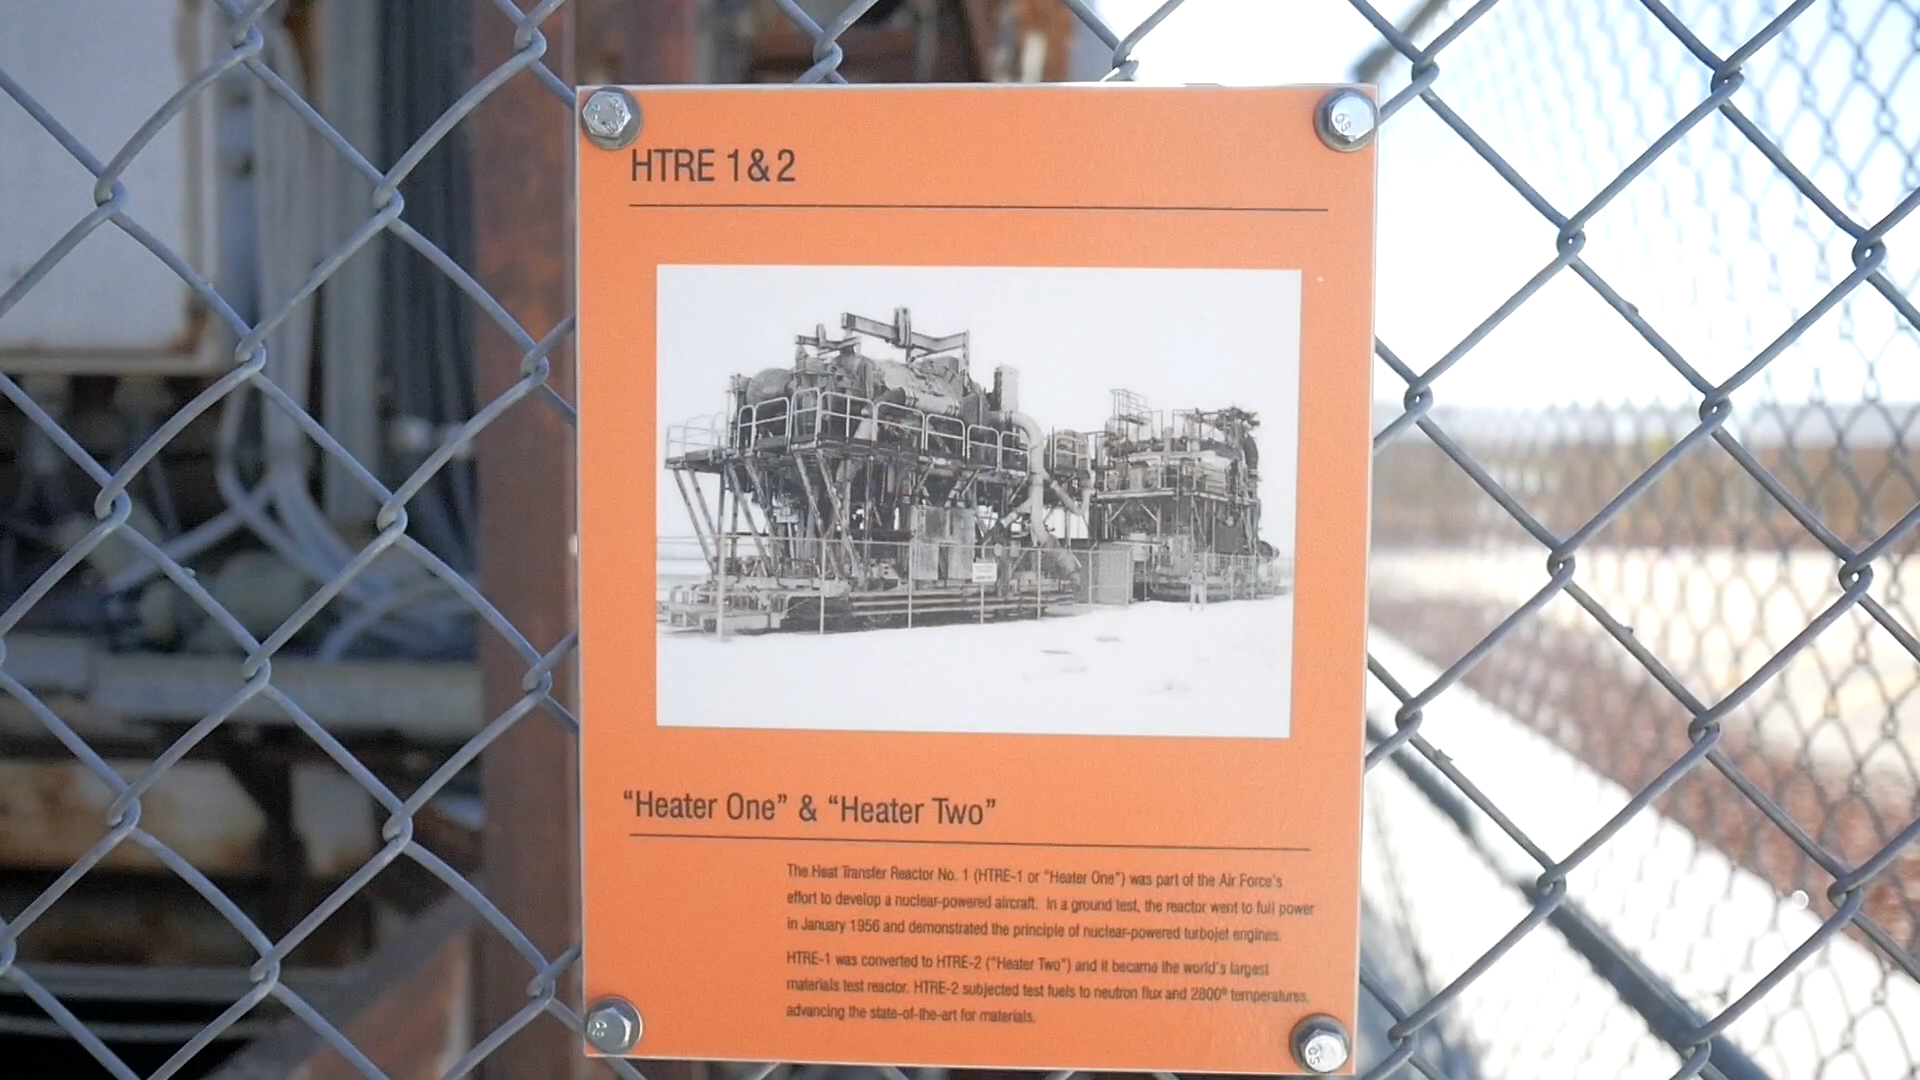 HTRE 1&2
“Heater One” & “Heater Two”
The Heat Transfer Reactor No. 1 (HTRE-1 or “Heater One”) was part of the Air Force’s
effort to develop a nuclear-powered aircraft. In a ground test, the reactor went to full power
in January 1956 and demonstrated the principle of nuclear-powered turbojet engines.
HTRE-1 was converted to HTRE-2 (“Heater Two”) and it became the world’s largest
materials test reactor. HTRE-2 subjected test fuels to neutron flux and 2800º temperatures,
advancing the state-of-the-art for materials.